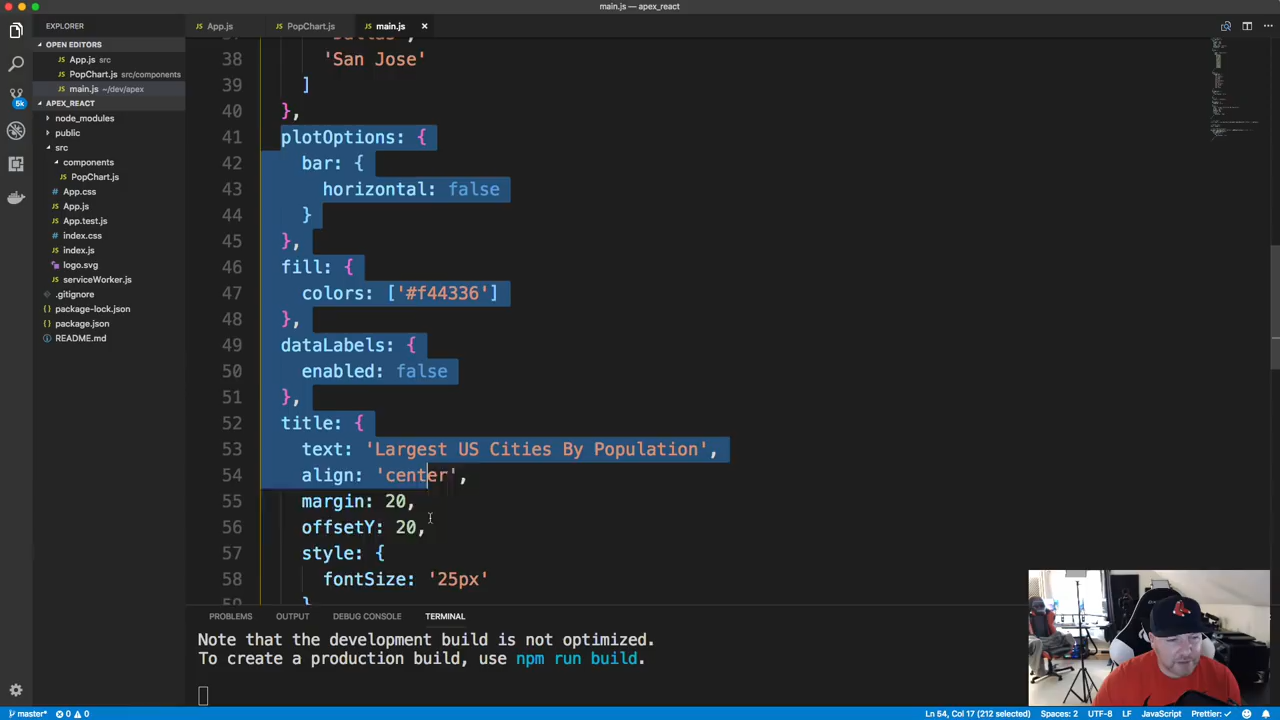 main.js — apex_react
EXPLORER
App.js
PopChart.js
main.js ×
OPEN EDITORS
JS App.js src
JS PopChart.js src/components
JS main.js ~/dev/apex
APEX_REACT
node_modules
public
src
components
JS PopChart.js
App.css
JS App.js
JS App.test.js
index.css
JS index.js
logo.svg
JS serviceWorker.js
.gitignore
package-lock.json
package.json
README.md
5k
38 'San Jose'
39 ]
40 },
41 plotOptions: {
42 bar: {
43 horizontal: false
44 }
45 },
46 fill: {
47 colors: ['#f44336']
48 },
49 dataLabels: {
50 enabled: false
51 },
52 title: {
53 text: 'Largest US Cities By Population',
54 align: 'center',
55 margin: 20,
56 offsetY: 20,
57 style: {
58 fontSize: '25px'
PROBLEMS OUTPUT DEBUG CONSOLE TERMINAL
Note that the development build is not optimized.
To create a production build, use npm run build.
master* 0 0 Ln 54, Col 17 (212 selected) Spaces: 2 UTF-8 LF JavaScript Prettier: ✓